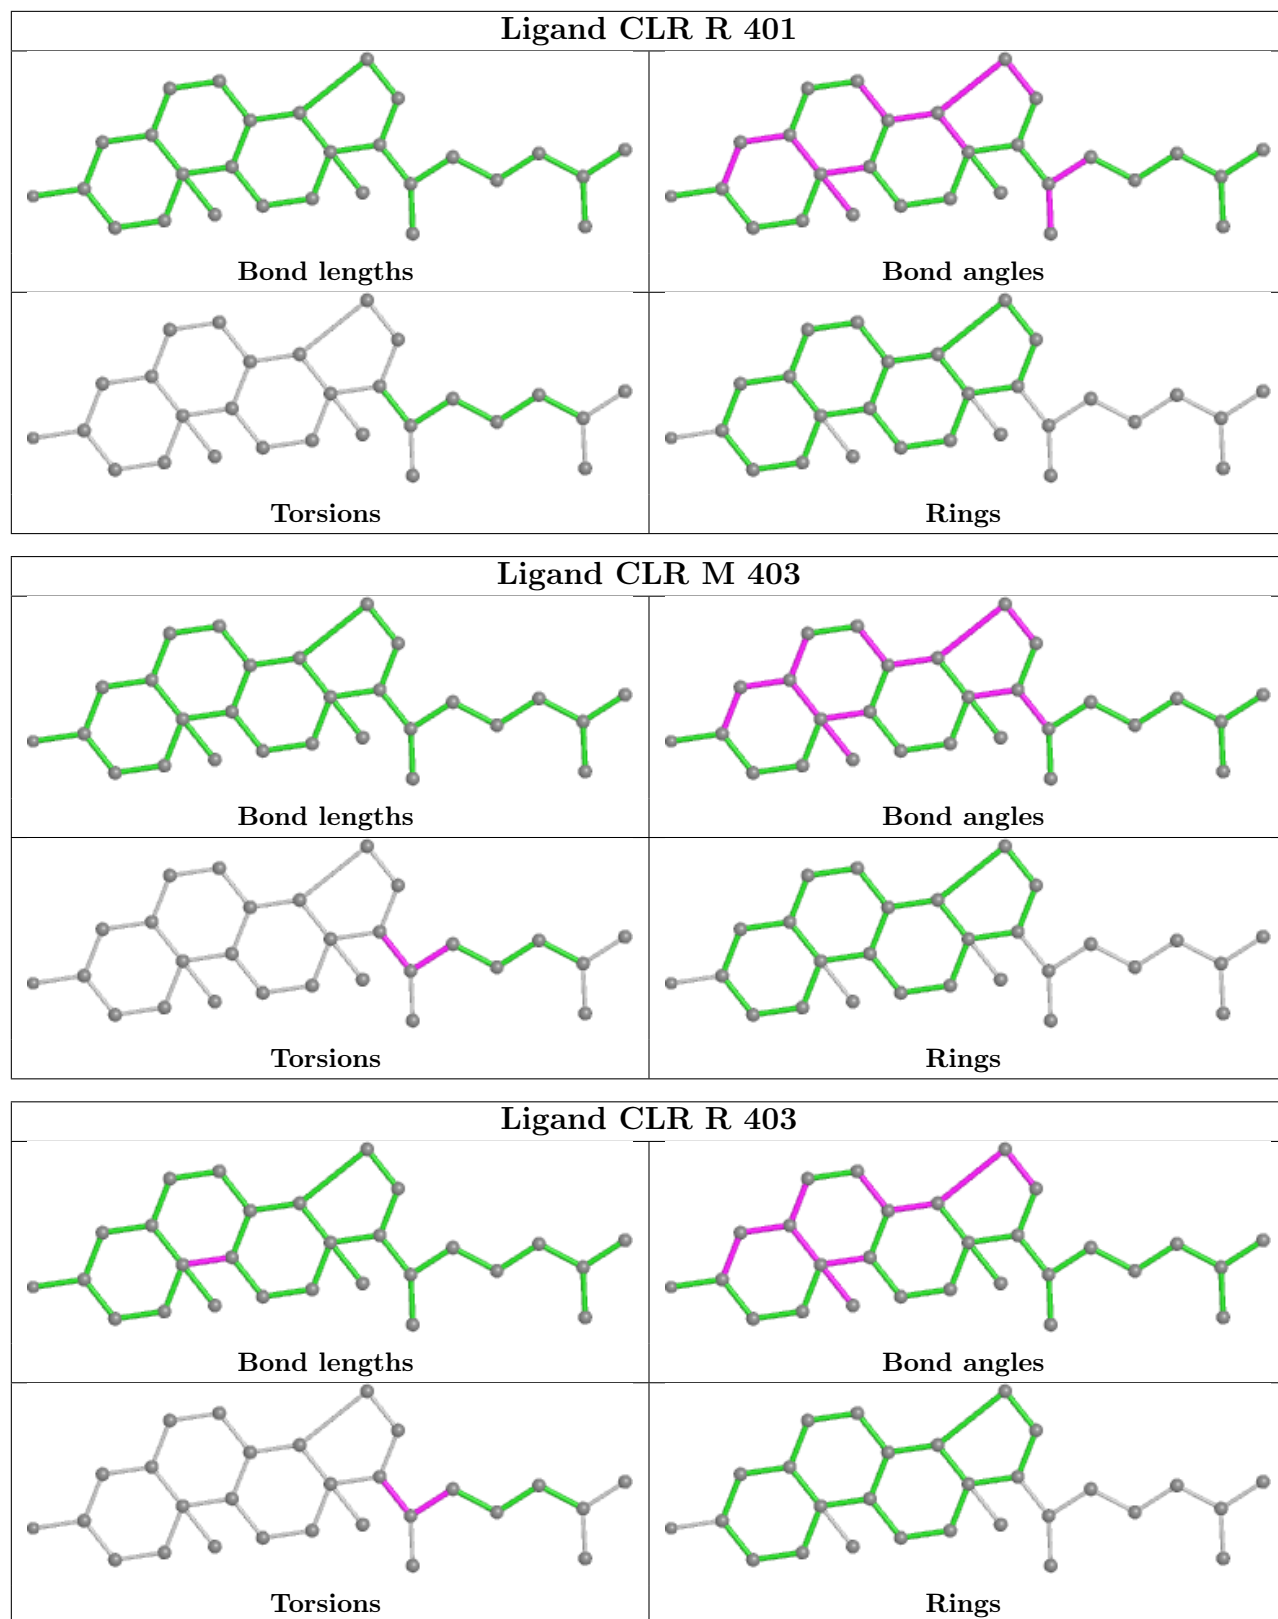 Ligand CLR R 401
Bond lengths
Bond angles
Torsions
Rings
Ligand CLR M 403
Bond lengths
Bond angles
Torsions
Rings
Ligand CLR R 403
Bond lengths
Bond angles
Torsions
Rings